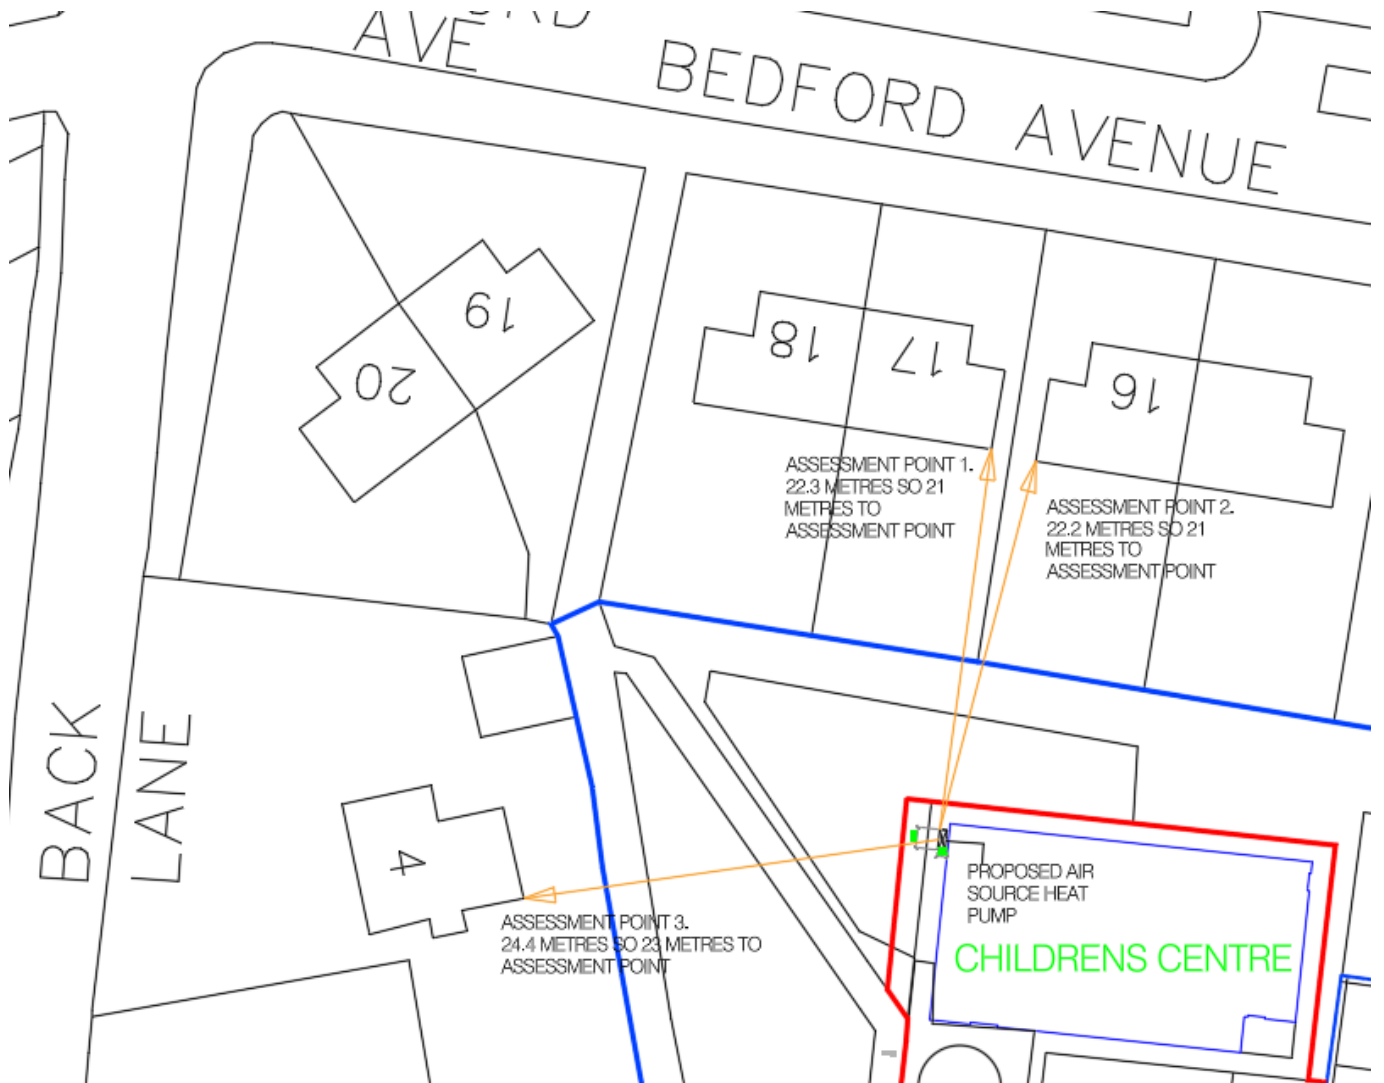 AVE
BEDFORD AVENUE
19
20
18
17
16
ASSESSMENT POINT 1.
22.3 METRES SO 21
METRES TO
ASSESSMENT POINT
ASSESSMENT POINT 2.
22.2 METRES SO 21
METRES TO
ASSESSMENT POINT
BACK
LANE
4
ASSESSMENT POINT 3.
24.4 METRES SO 23 METRES TO
ASSESSMENT POINT
PROPOSED AIR
SOURCE HEAT
PUMP
CHILDRENS CENTRE